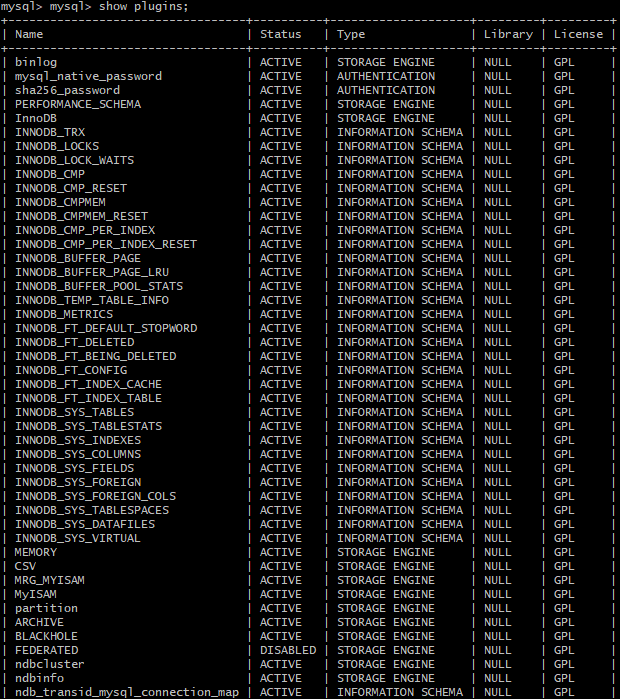 mysql> mysql> show plugins;
+----------------------------------+----------+--------------------+---------+---------+
| Name                             | Status   | Type               | Library | License |
+----------------------------------+----------+--------------------+---------+---------+
| binlog                           | ACTIVE   | STORAGE ENGINE     | NULL    | GPL     |
| mysql_native_password            | ACTIVE   | AUTHENTICATION     | NULL    | GPL     |
| sha256_password                  | ACTIVE   | AUTHENTICATION     | NULL    | GPL     |
| PERFORMANCE_SCHEMA               | ACTIVE   | STORAGE ENGINE     | NULL    | GPL     |
| InnoDB                           | ACTIVE   | STORAGE ENGINE     | NULL    | GPL     |
| INNODB_TRX                       | ACTIVE   | INFORMATION SCHEMA | NULL    | GPL     |
| INNODB_LOCKS                     | ACTIVE   | INFORMATION SCHEMA | NULL    | GPL     |
| INNODB_LOCK_WAITS                | ACTIVE   | INFORMATION SCHEMA | NULL    | GPL     |
| INNODB_CMP                       | ACTIVE   | INFORMATION SCHEMA | NULL    | GPL     |
| INNODB_CMP_RESET                 | ACTIVE   | INFORMATION SCHEMA | NULL    | GPL     |
| INNODB_CMPMEM                    | ACTIVE   | INFORMATION SCHEMA | NULL    | GPL     |
| INNODB_CMPMEM_RESET              | ACTIVE   | INFORMATION SCHEMA | NULL    | GPL     |
| INNODB_CMP_PER_INDEX             | ACTIVE   | INFORMATION SCHEMA | NULL    | GPL     |
| INNODB_CMP_PER_INDEX_RESET       | ACTIVE   | INFORMATION SCHEMA | NULL    | GPL     |
| INNODB_BUFFER_PAGE               | ACTIVE   | INFORMATION SCHEMA | NULL    | GPL     |
| INNODB_BUFFER_PAGE_LRU           | ACTIVE   | INFORMATION SCHEMA | NULL    | GPL     |
| INNODB_BUFFER_POOL_STATS         | ACTIVE   | INFORMATION SCHEMA | NULL    | GPL     |
| INNODB_TEMP_TABLE_INFO           | ACTIVE   | INFORMATION SCHEMA | NULL    | GPL     |
| INNODB_METRICS                   | ACTIVE   | INFORMATION SCHEMA | NULL    | GPL     |
| INNODB_FT_DEFAULT_STOPWORD       | ACTIVE   | INFORMATION SCHEMA | NULL    | GPL     |
| INNODB_FT_DELETED                | ACTIVE   | INFORMATION SCHEMA | NULL    | GPL     |
| INNODB_FT_BEING_DELETED          | ACTIVE   | INFORMATION SCHEMA | NULL    | GPL     |
| INNODB_FT_CONFIG                 | ACTIVE   | INFORMATION SCHEMA | NULL    | GPL     |
| INNODB_FT_INDEX_CACHE            | ACTIVE   | INFORMATION SCHEMA | NULL    | GPL     |
| INNODB_FT_INDEX_TABLE            | ACTIVE   | INFORMATION SCHEMA | NULL    | GPL     |
| INNODB_SYS_TABLES                | ACTIVE   | INFORMATION SCHEMA | NULL    | GPL     |
| INNODB_SYS_TABLESTATS            | ACTIVE   | INFORMATION SCHEMA | NULL    | GPL     |
| INNODB_SYS_INDEXES               | ACTIVE   | INFORMATION SCHEMA | NULL    | GPL     |
| INNODB_SYS_COLUMNS               | ACTIVE   | INFORMATION SCHEMA | NULL    | GPL     |
| INNODB_SYS_FIELDS                | ACTIVE   | INFORMATION SCHEMA | NULL    | GPL     |
| INNODB_SYS_FOREIGN               | ACTIVE   | INFORMATION SCHEMA | NULL    | GPL     |
| INNODB_SYS_FOREIGN_COLS          | ACTIVE   | INFORMATION SCHEMA | NULL    | GPL     |
| INNODB_SYS_TABLESPACES           | ACTIVE   | INFORMATION SCHEMA | NULL    | GPL     |
| INNODB_SYS_DATAFILES             | ACTIVE   | INFORMATION SCHEMA | NULL    | GPL     |
| INNODB_SYS_VIRTUAL               | ACTIVE   | INFORMATION SCHEMA | NULL    | GPL     |
| MEMORY                           | ACTIVE   | STORAGE ENGINE     | NULL    | GPL     |
| CSV                              | ACTIVE   | STORAGE ENGINE     | NULL    | GPL     |
| MRG_MYISAM                       | ACTIVE   | STORAGE ENGINE     | NULL    | GPL     |
| MyISAM                           | ACTIVE   | STORAGE ENGINE     | NULL    | GPL     |
| partition                        | ACTIVE   | STORAGE ENGINE     | NULL    | GPL     |
| ARCHIVE                          | ACTIVE   | STORAGE ENGINE     | NULL    | GPL     |
| BLACKHOLE                        | ACTIVE   | STORAGE ENGINE     | NULL    | GPL     |
| FEDERATED                        | DISABLED | STORAGE ENGINE     | NULL    | GPL     |
| ndbcluster                       | ACTIVE   | STORAGE ENGINE     | NULL    | GPL     |
| ndbinfo                          | ACTIVE   | STORAGE ENGINE     | NULL    | GPL     |
| ndb_transid_mysql_connection_map | ACTIVE   | INFORMATION SCHEMA | NULL    | GPL     |